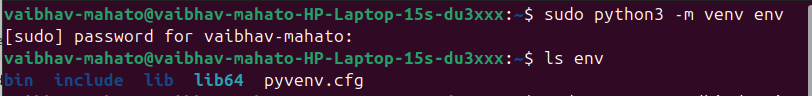 vaibhav-mahato@vaibhav-mahato-HP-Laptop-15s-du3xxx:~$ sudo python3 -m venv env
[sudo] password for vaibhav-mahato:
vaibhav-mahato@vaibhav-mahato-HP-Laptop-15s-du3xxx:~$ ls env
bin include lib lib64 pyvenv.cfg